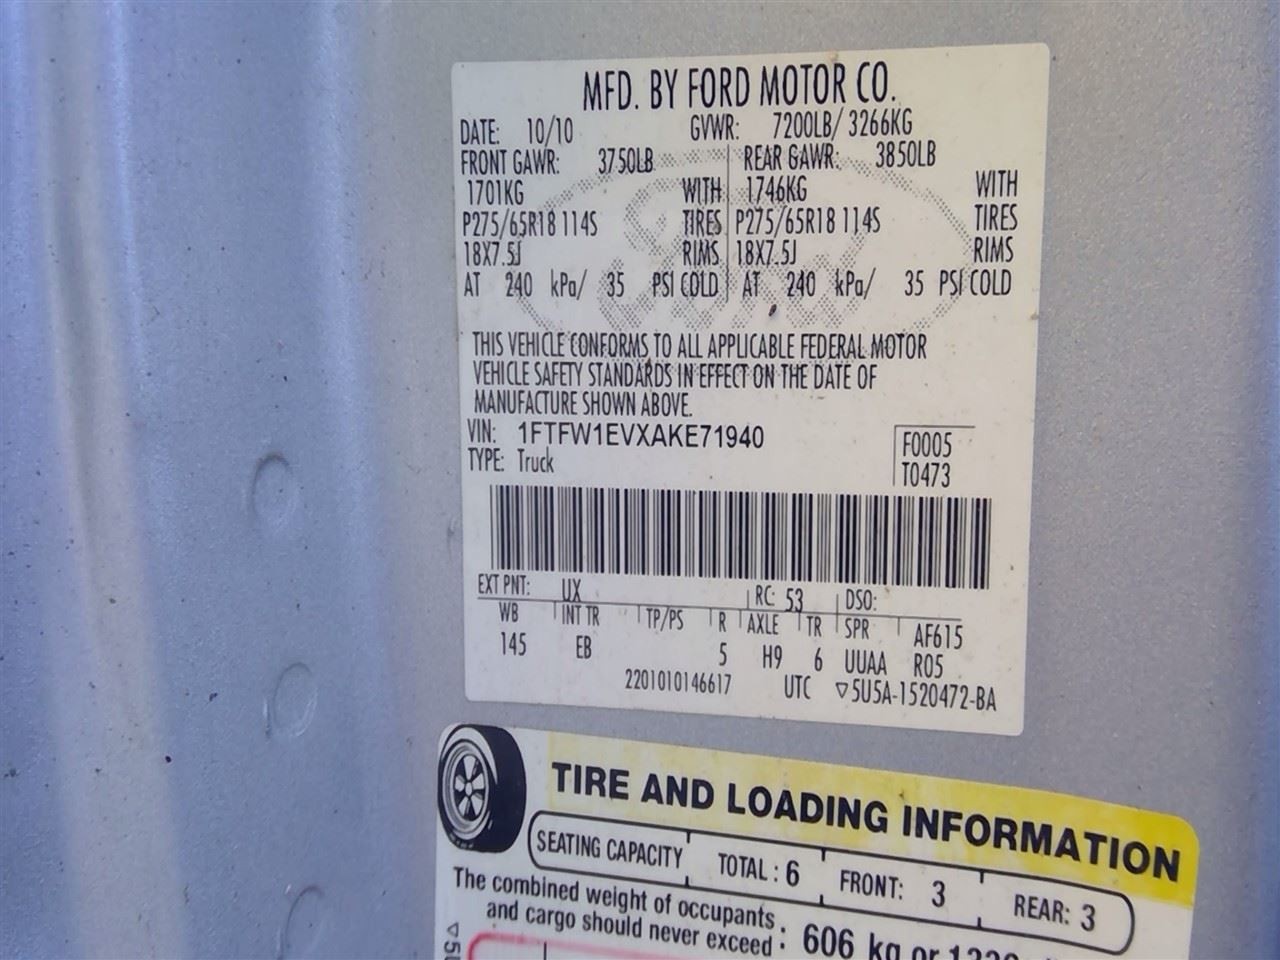 MFD. BY FORD MOTOR CO.
DATE: 10/10 GVWR: 7200LB/ 3266KG
FRONT GAWR: 3750LB REAR GAWR: 3850LB
1701KG WITH 1746KG WITH
P275/65R18 114S TIRES P275/65R18 114S TIRES
18X7.5J RIMS 18X7.5J RIMS
AT 240 kPa/ 35 PSI COLD AT 240 kPa/ 35 PSI COLD
THIS VEHICLE CONFORMS TO ALL APPLICABLE FEDERAL MOTOR
VEHICLE SAFETY STANDARDS IN EFFECT ON THE DATE OF
MANUFACTURE SHOWN ABOVE.
VIN: 1FTFW1EVXAKE71940 F0005
TYPE: Truck T0473
EXT PNT: UX RC: 53 DSO:
WB INT TR TP/PS R AXLE TR SPR AF615
145 EB 5 H9 6 UUAA R05
2201010146617 UTC ▽5U5A-1520472-BA
TIRE AND LOADING INFORMATION
SEATING CAPACITY TOTAL : 6 FRONT: 3 REAR: 3
The combined weight of occupants
and cargo should never exceed : 606 kg or